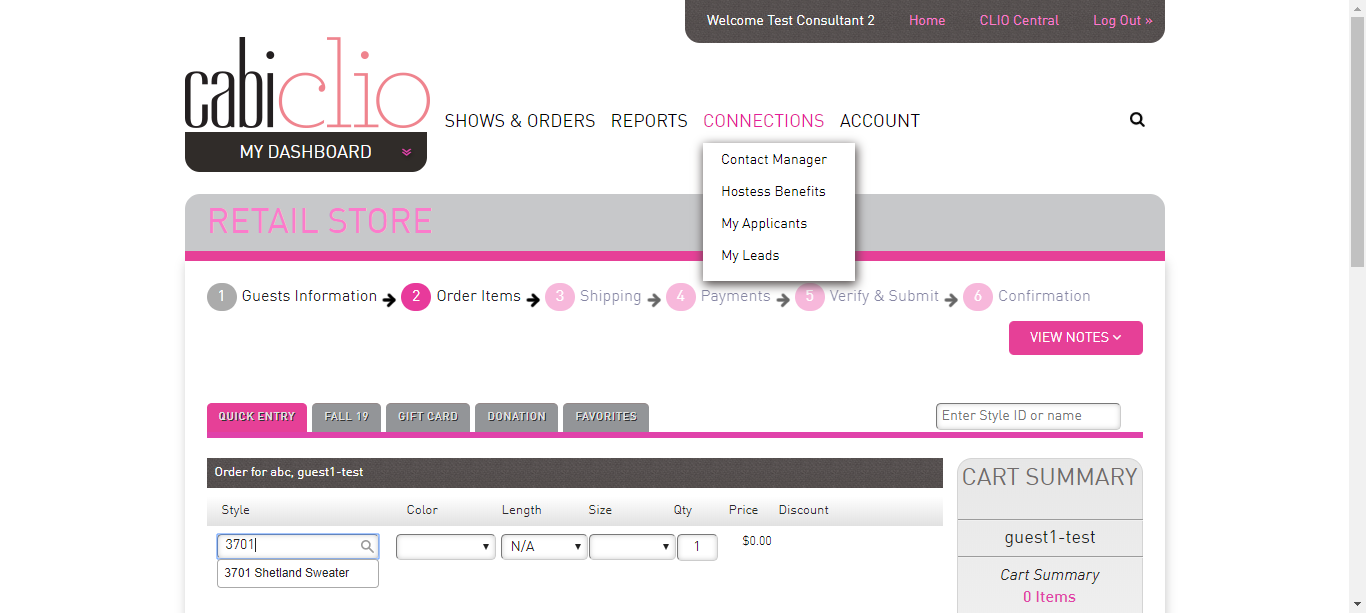 Welcome Test Consultant 2 Home CLIO Central Log Out »
cabiclio
SHOWS & ORDERS REPORTS CONNECTIONS ACCOUNT
MY DASHBOARD
Contact Manager
Hostess Benefits
My Applicants
My Leads
RETAIL STORE
1 Guests Information 2 Order Items 3 Shipping 4 Payments 5 Verify & Submit 6 Confirmation
VIEW NOTES
QUICK ENTRY FALL 19 GIFT CARD DONATION FAVORITES Enter Style ID or name
Order for abc, guest1-test
CART SUMMARY
Style Color Length Size Qty Price Discount
guest1-test
3701 N/A 1 $0.00
3701 Shetland Sweater
Cart Summary
0 Items